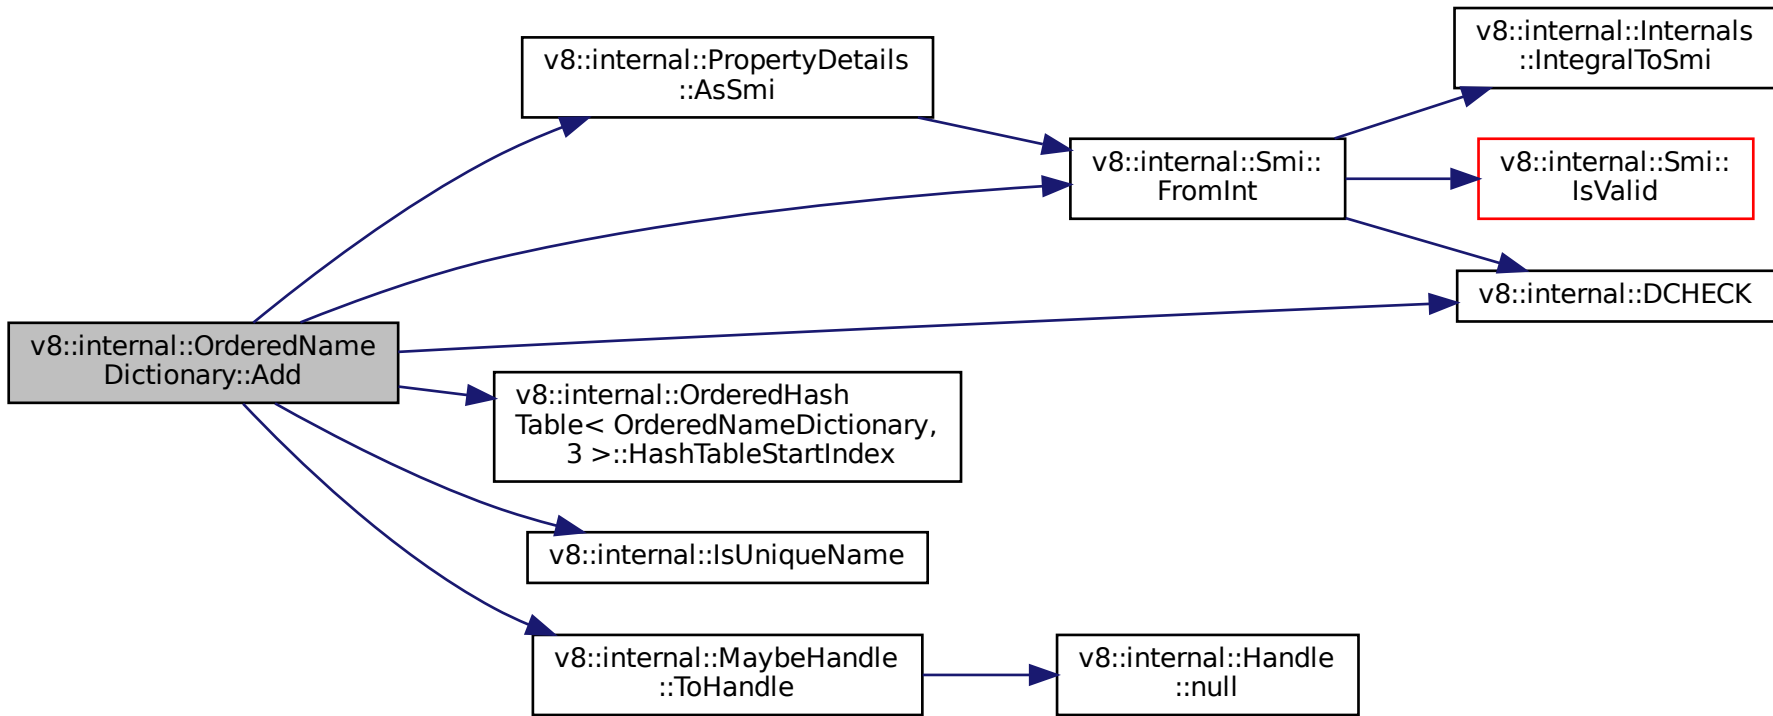 v8::internal::OrderedName
Dictionary::Add
v8::internal::PropertyDetails
::AsSmi
v8::internal::Smi::
FromInt
v8::internal::Internals
::IntegralToSmi
v8::internal::Smi::
IsValid
v8::internal::DCHECK
v8::internal::OrderedHash
Table< OrderedNameDictionary,
3 >::HashTableStartIndex
v8::internal::IsUniqueName
v8::internal::MaybeHandle
::ToHandle
v8::internal::Handle
::null